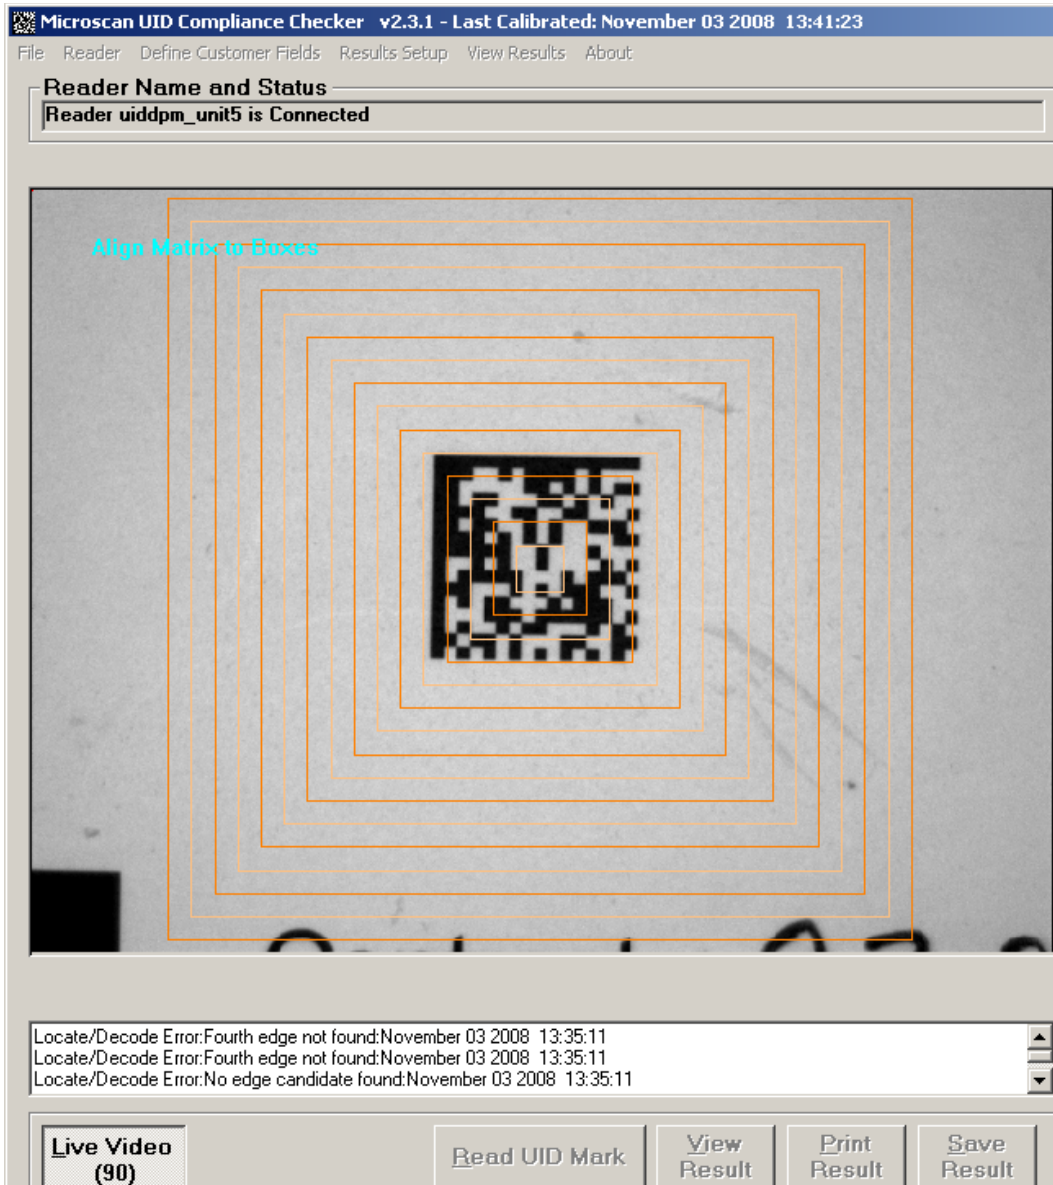 Microscan UID Compliance Checker v2.3.1 - Last Calibrated: November 03 2008 13:41:23
File Reader Define Customer Fields Results Setup View Results About
Reader Name and Status
Reader uiddpm_unit5 is Connected
Align Matrix to Boxes
Locate/Decode Error:Fourth edge not found:November 03 2008 13:35:11
Locate/Decode Error:Fourth edge not found:November 03 2008 13:35:11
Locate/Decode Error:No edge candidate found:November 03 2008 13:35:11
Live Video
(90)
Read UID Mark
View
Result
Print
Result
Save
Result